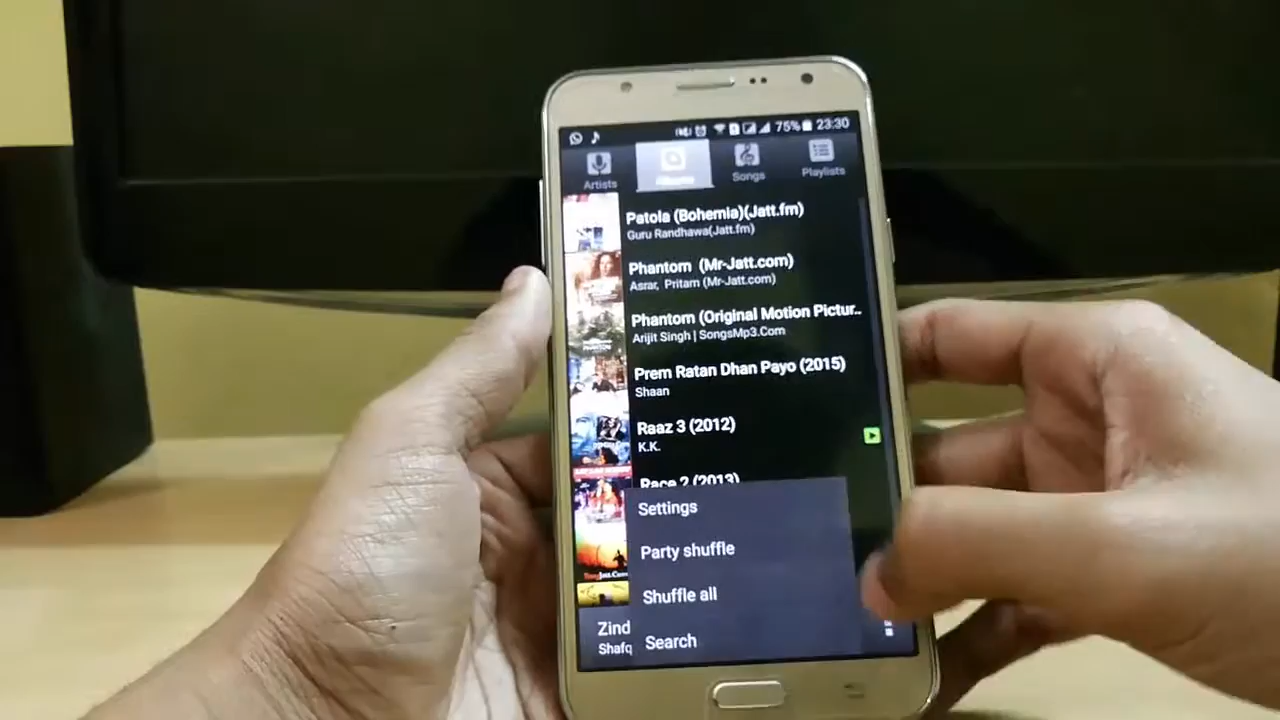 75% 23:30
Artists
Songs
Playlists
Patola (Bohemia)(Jatt.fm)
Guru Randhawa(Jatt.fm)
Phantom (Mr-Jatt.com)
Asrar, Pritam (Mr-Jatt.com)
Phantom (Original Motion Pictur..
Arijit Singh | SongsMp3.Com
Prem Ratan Dhan Payo (2015)
Shaan
Raaz 3 (2012)
K.K.
Race 2 (2013)
Settings
Party shuffle
Shuffle all
Zind
Shafq
Search